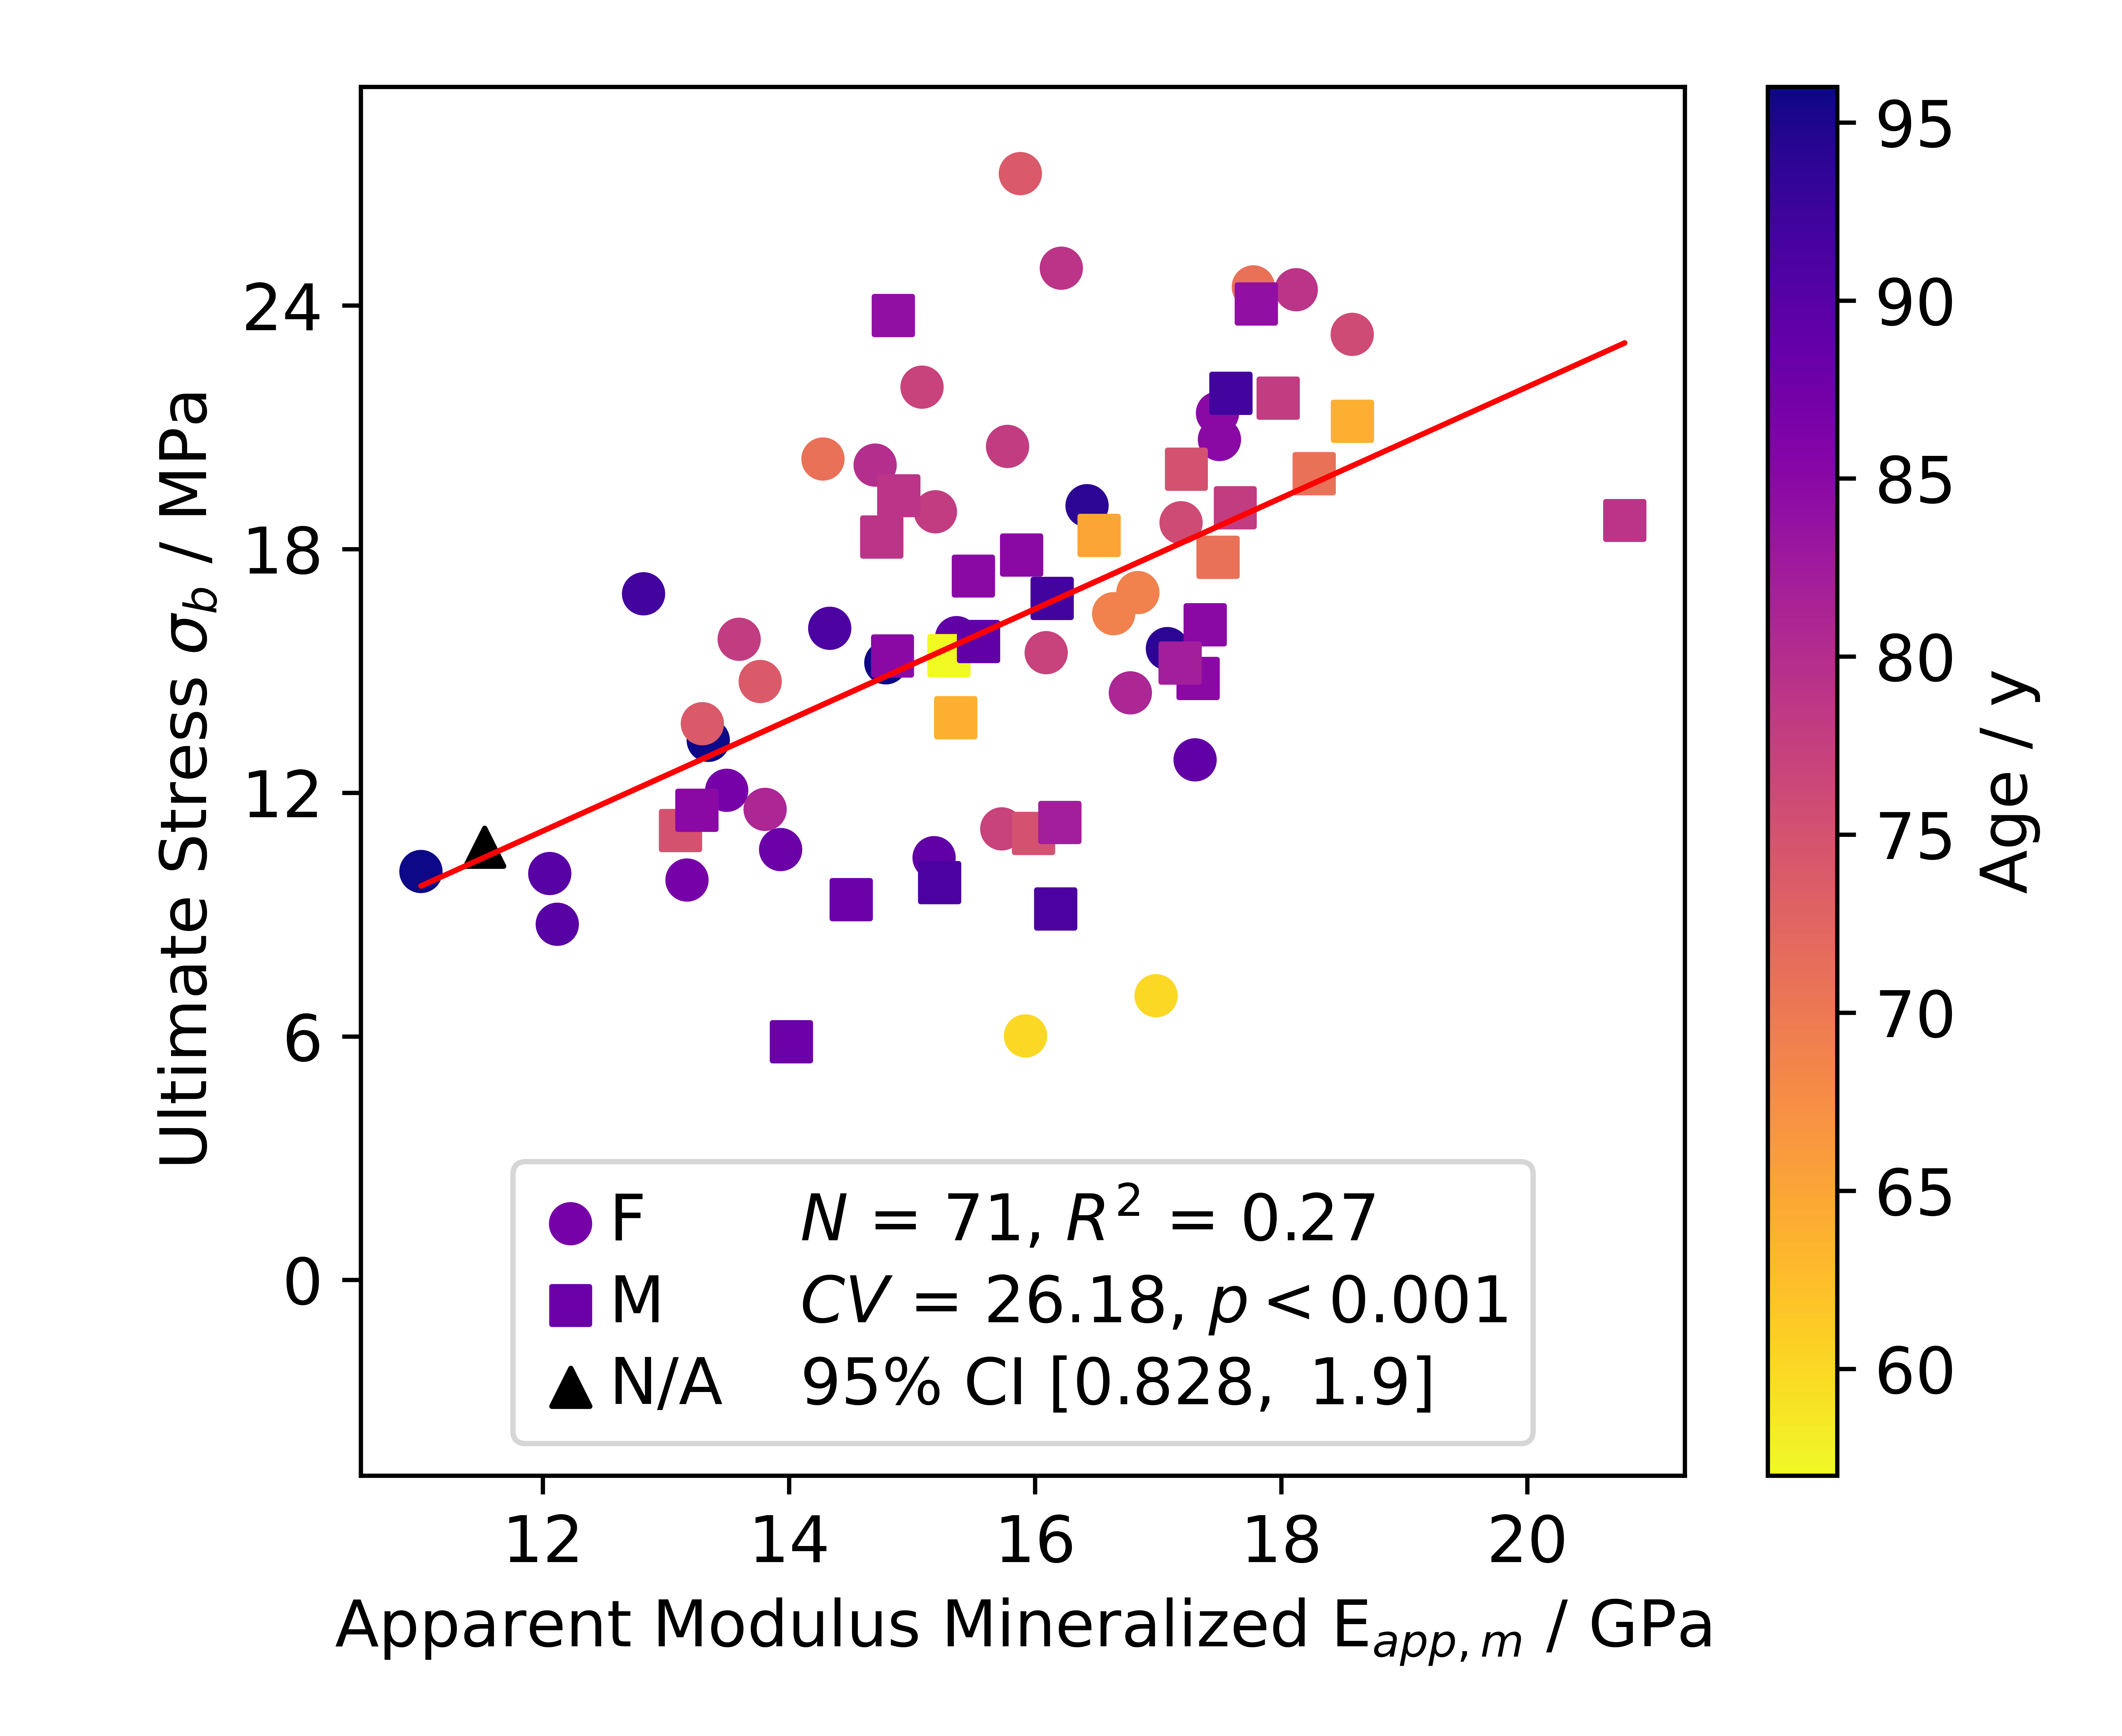 24
18
12
6
0
Ultimate Stress σb / MPa
F
M
N/A
N = 71, R² = 0.27
CV = 26.18, p < 0.001
95% CI [0.828, 1.9]
12 14 16 18 20
Apparent Modulus Mineralized Eapp, m / GPa
95
90
85
80
75
70
65
60
Age / y